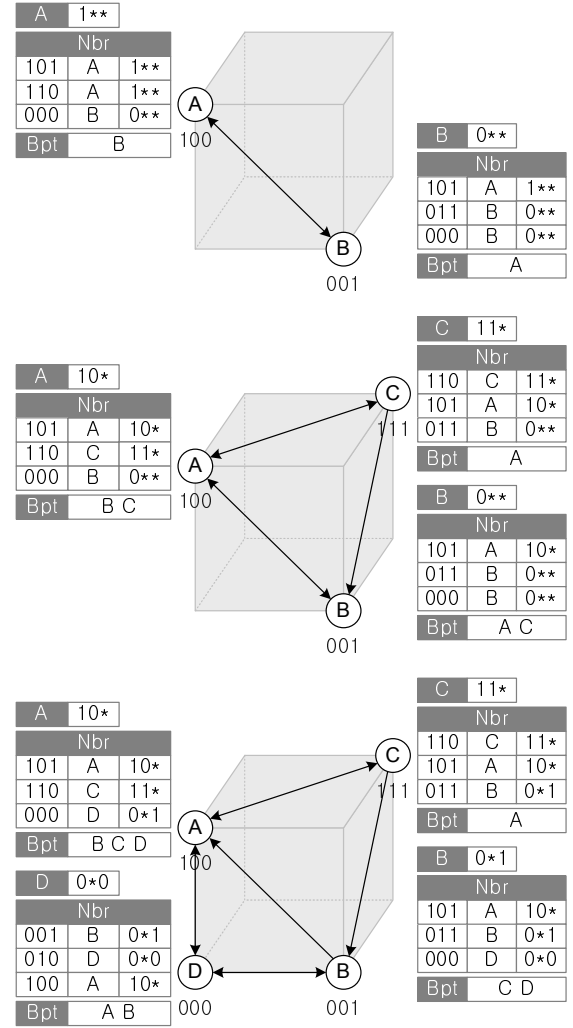 A 1**
Nbr
101 A 1**
110 A 1**
000 B 0**
Bpt B
A
100
B
001
B 0**
Nbr
101 A 1**
011 B 0**
000 B 0**
Bpt A
A 10*
Nbr
101 A 10*
110 C 11*
000 B 0**
Bpt B C
C
111
A
100
B
001
C 11*
Nbr
110 C 11*
101 A 10*
011 B 0**
Bpt A
B 0**
Nbr
101 A 10*
011 B 0**
000 B 0**
Bpt A C
A 10*
Nbr
101 A 10*
110 C 11*
000 D 0*1
Bpt B C D
D 0*0
Nbr
001 B 0*1
010 D 0*0
100 A 10*
Bpt A B
C
111
A
100
D
000
B
001
C 11*
Nbr
110 C 11*
101 A 10*
011 B 0*1
Bpt A
B 0*1
Nbr
101 A 10*
011 B 0*1
000 D 0*0
Bpt C D